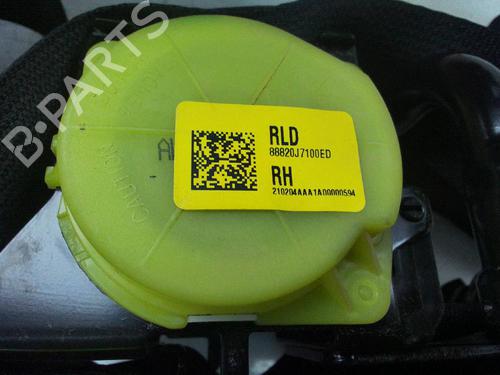 B-PARTS
RLD
88820J7100ED
RH
210204AAA1A00000594
CAUTION